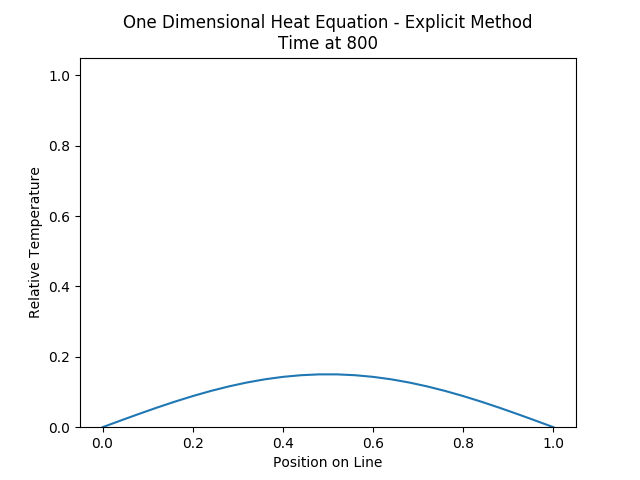 One Dimensional Heat Equation - Explicit Method
Time at 800
1.0
0.8
0.6
0.4
0.2
0.0
Relative Temperature
0.0 0.2 0.4 0.6 0.8 1.0
Position on Line